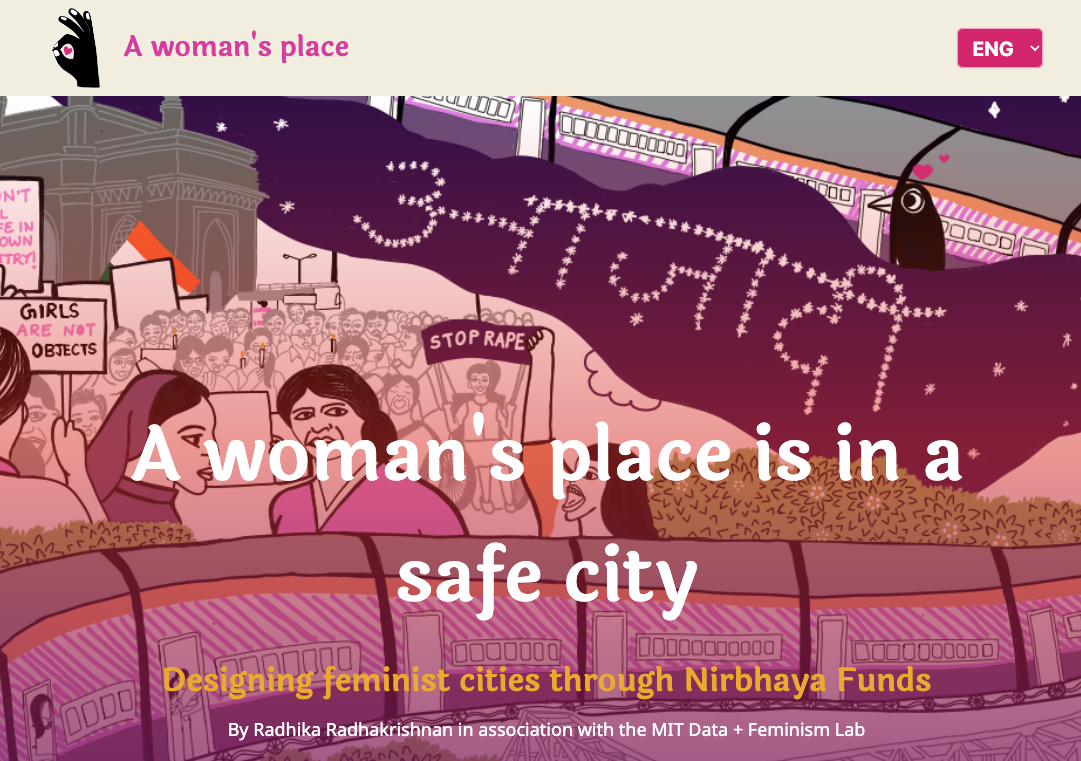 A woman's place
ENG
आज़ादी
ON'T
L
FE IN
OWN
TRY!
GIRLS
ARE NOT
OBJECTS
STOP RAPE
A woman's place is in a
safe city
Designing feminist cities through Nirbhaya Funds
By Radhika Radhakrishnan in association with the MIT Data + Feminism Lab